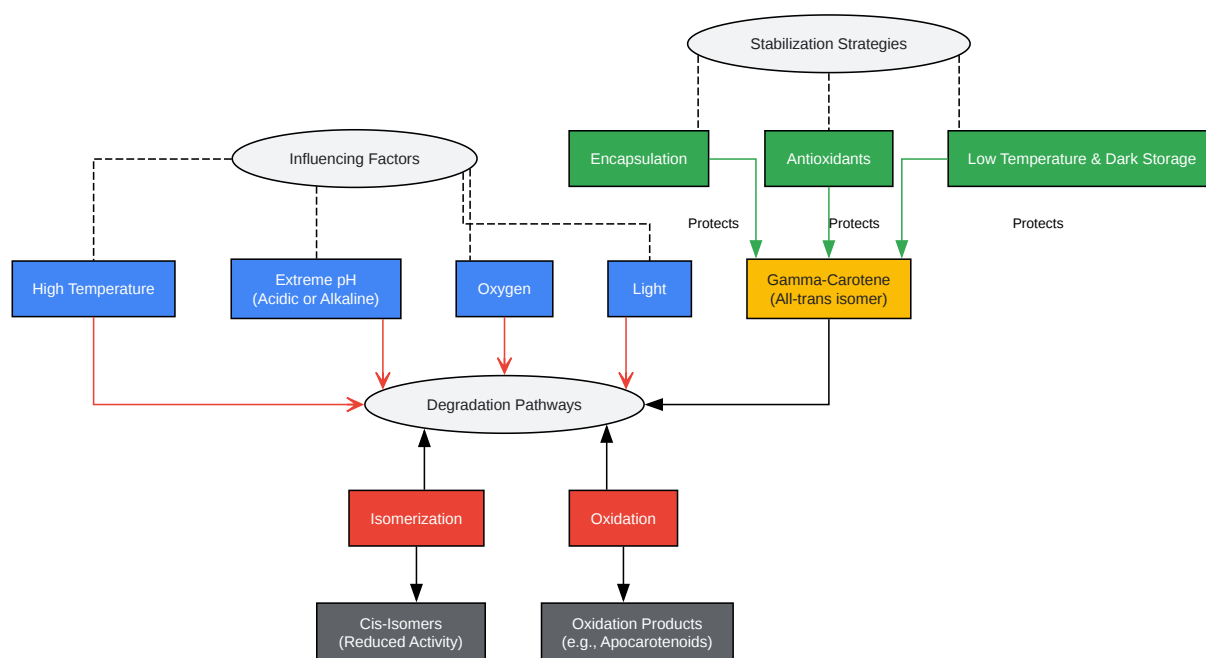 Stabilization Strategies
Influencing Factors
Encapsulation
Antioxidants
Low Temperature & Dark Storage
Protects
Protects
Protects
High Temperature
Extreme pH
(Acidic or Alkaline)
Oxygen
Light
Gamma-Carotene
(All-trans isomer)
Degradation Pathways
Isomerization
Oxidation
Cis-Isomers
(Reduced Activity)
Oxidation Products
(e.g., Apocarotenoids)